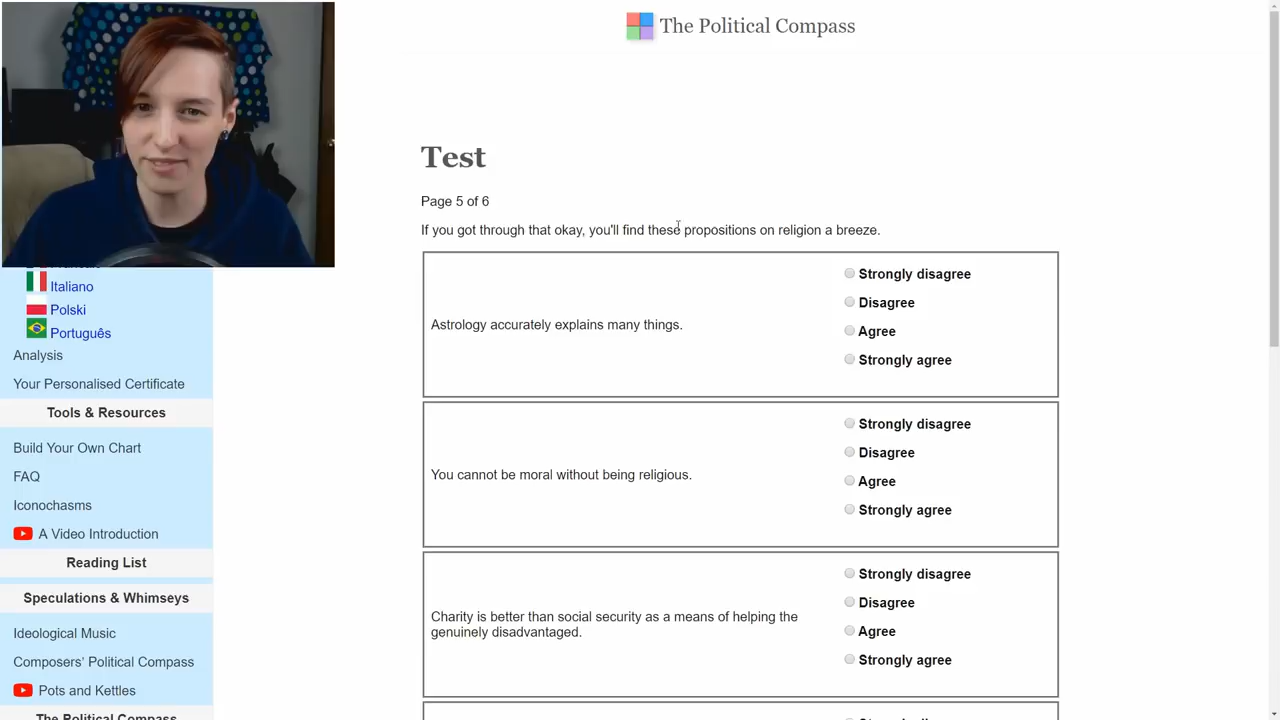 The Political Compass
Test
Page 5 of 6
If you got through that okay, you'll find these propositions on religion a breeze.
Astrology accurately explains many things.
Strongly disagree
Disagree
Agree
Strongly agree
You cannot be moral without being religious.
Strongly disagree
Disagree
Agree
Strongly agree
Charity is better than social security as a means of helping the
genuinely disadvantaged.
Strongly disagree
Disagree
Agree
Strongly agree
Italiano
Polski
Português
Analysis
Your Personalised Certificate
Tools & Resources
Build Your Own Chart
FAQ
Iconochasms
A Video Introduction
Reading List
Speculations & Whimseys
Ideological Music
Composers' Political Compass
Pots and Kettles
The Political Compass